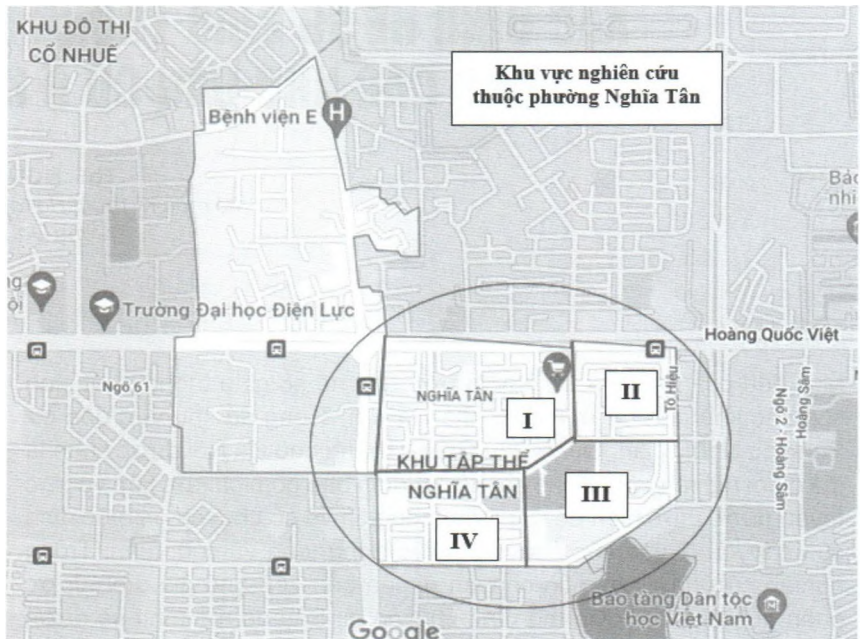 KHU ĐÔ THỊ
CỔ NHUẾ
Khu vực nghiên cứu
thuộc phường Nghĩa Tân
Bệnh viện E
Trường Đại học Điện Lực
Hoàng Quốc Việt
Ngõ 61
NGHĨA TÂN
I
II
Tô Hiệu
Hoàng Sâm
Ngõ 2 - Hoàng Sâm
KHU TẬP THỂ
NGHĨA TÂN
III
IV
Bảo tàng Dân tộc
học Việt Nam
Google